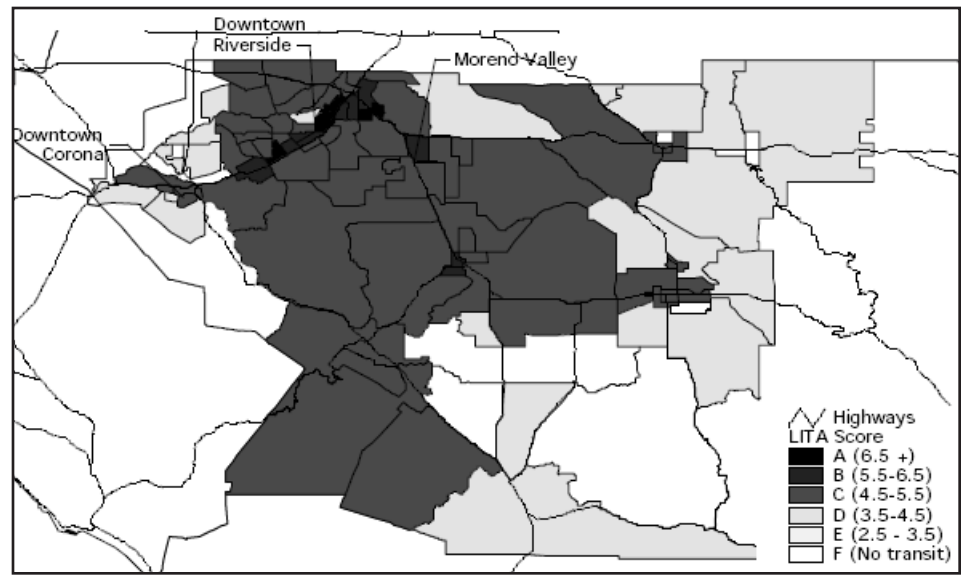 Downtown
Riverside
Moreno Valley
Downtown
Corona
Highways
LITA Score
A (6.5 +)
B (5.5-6.5)
C (4.5-5.5)
D (3.5-4.5)
E (2.5 - 3.5)
F (No transit)